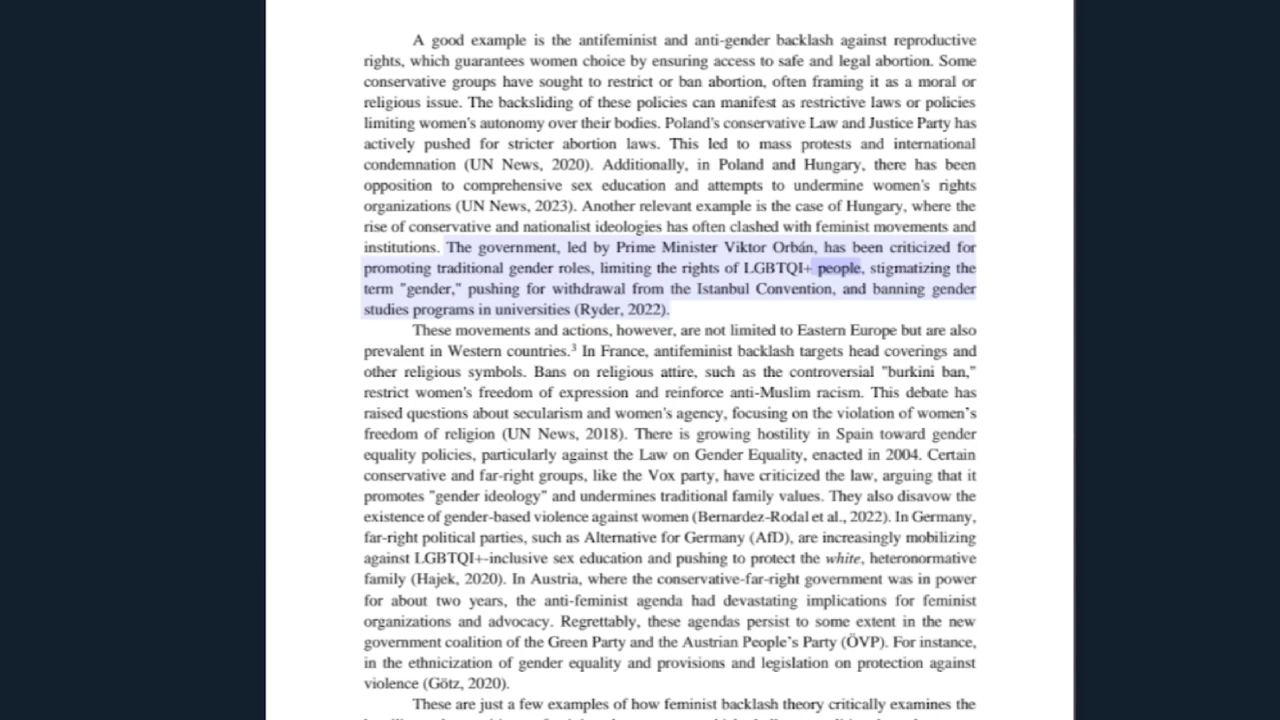 A good example is the antifeminist and anti-gender backlash against reproductive
rights, which guarantees women choice by ensuring access to safe and legal abortion. Some
conservative groups have sought to restrict or ban abortion, often framing it as a moral or
religious issue. The backsliding of these policies can manifest as restrictive laws or policies
limiting women's autonomy over their bodies. Poland's conservative Law and Justice Party has
actively pushed for stricter abortion laws. This led to mass protests and international
condemnation (UN News, 2020). Additionally, in Poland and Hungary, there has been
opposition to comprehensive sex education and attempts to undermine women's rights
organizations (UN News, 2023). Another relevant example is the case of Hungary, where the
rise of conservative and nationalist ideologies has often clashed with feminist movements and
institutions. The government, led by Prime Minister Viktor Orbán, has been criticized for
promoting traditional gender roles, limiting the rights of LGBTQI+ people, stigmatizing the
term "gender," pushing for withdrawal from the Istanbul Convention, and banning gender
studies programs in universities (Ryder, 2022).
These movements and actions, however, are not limited to Eastern Europe but are also
prevalent in Western countries.³ In France, antifeminist backlash targets head coverings and
other religious symbols. Bans on religious attire, such as the controversial "burkini ban,"
restrict women's freedom of expression and reinforce anti-Muslim racism. This debate has
raised questions about secularism and women's agency, focusing on the violation of women's
freedom of religion (UN News, 2018). There is growing hostility in Spain toward gender
equality policies, particularly against the Law on Gender Equality, enacted in 2004. Certain
conservative and far-right groups, like the Vox party, have criticized the law, arguing that it
promotes "gender ideology" and undermines traditional family values. They also disavow the
existence of gender-based violence against women (Bernardez-Rodal et al., 2022). In Germany,
far-right political parties, such as Alternative for Germany (AfD), are increasingly mobilizing
against LGBTQI+-inclusive sex education and pushing to protect the white, heteronormative
family (Hajek, 2020). In Austria, where the conservative-far-right government was in power
for about two years, the anti-feminist agenda had devastating implications for feminist
organizations and advocacy. Regrettably, these agendas persist to some extent in the new
government coalition of the Green Party and the Austrian People's Party (ÖVP). For instance,
in the ethnicization of gender equality and provisions and legislation on protection against
violence (Götz, 2020).
These are just a few examples of how feminist backlash theory critically examines the